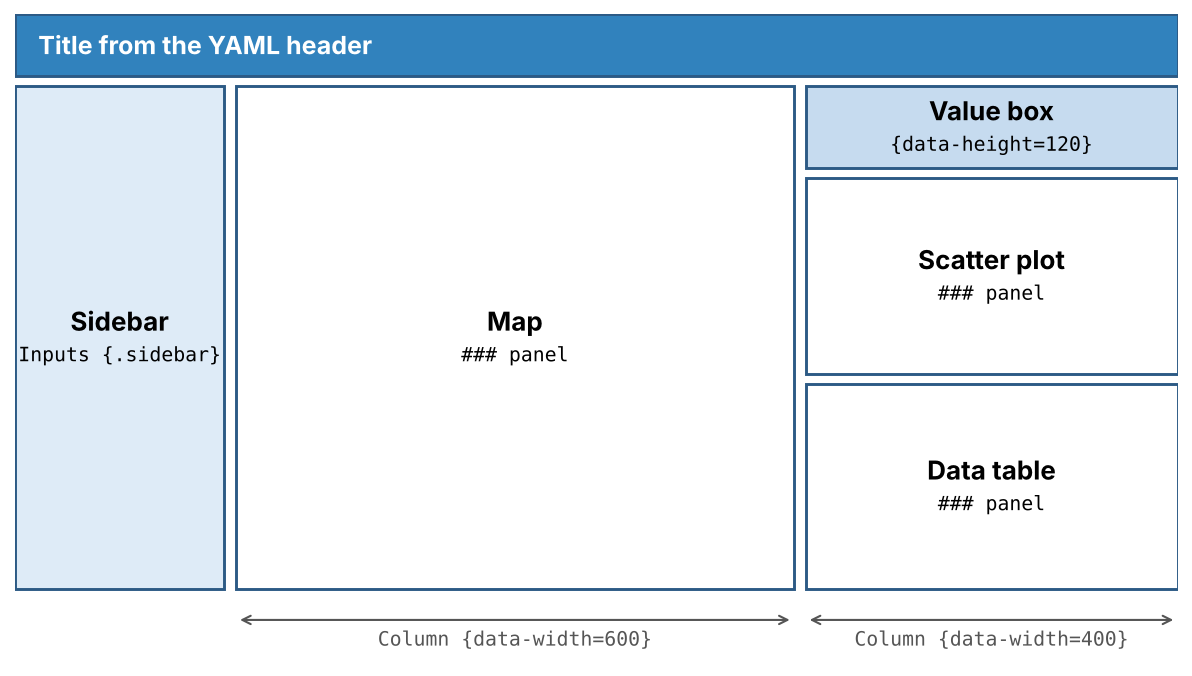 Title from the YAML header
Sidebar
Inputs {.sidebar}
Map
### panel
Value box
{data-height=120}
Scatter plot
### panel
Data table
### panel
Column {data-width=600}
Column {data-width=400}